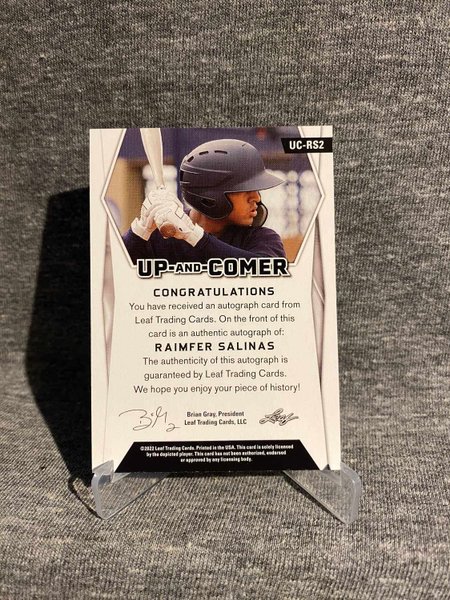 UC-RS2
UP-AND-COMER
CONGRATULATIONS
You have received an autograph card from
Leaf Trading Cards. On the front of this
card is an authentic autograph of:
RAIMFER SALINAS
The authenticity of this autograph is
guaranteed by Leaf Trading Cards.
We hope you enjoy your piece of history!
Brian Gray, President
Leaf Trading Cards, LLC
Leaf
©2022 Leaf Trading Cards. Printed in the USA. This card is solely licensed
by the depicted player. This card has not been authorized, endorsed
or approved by any licensing body.